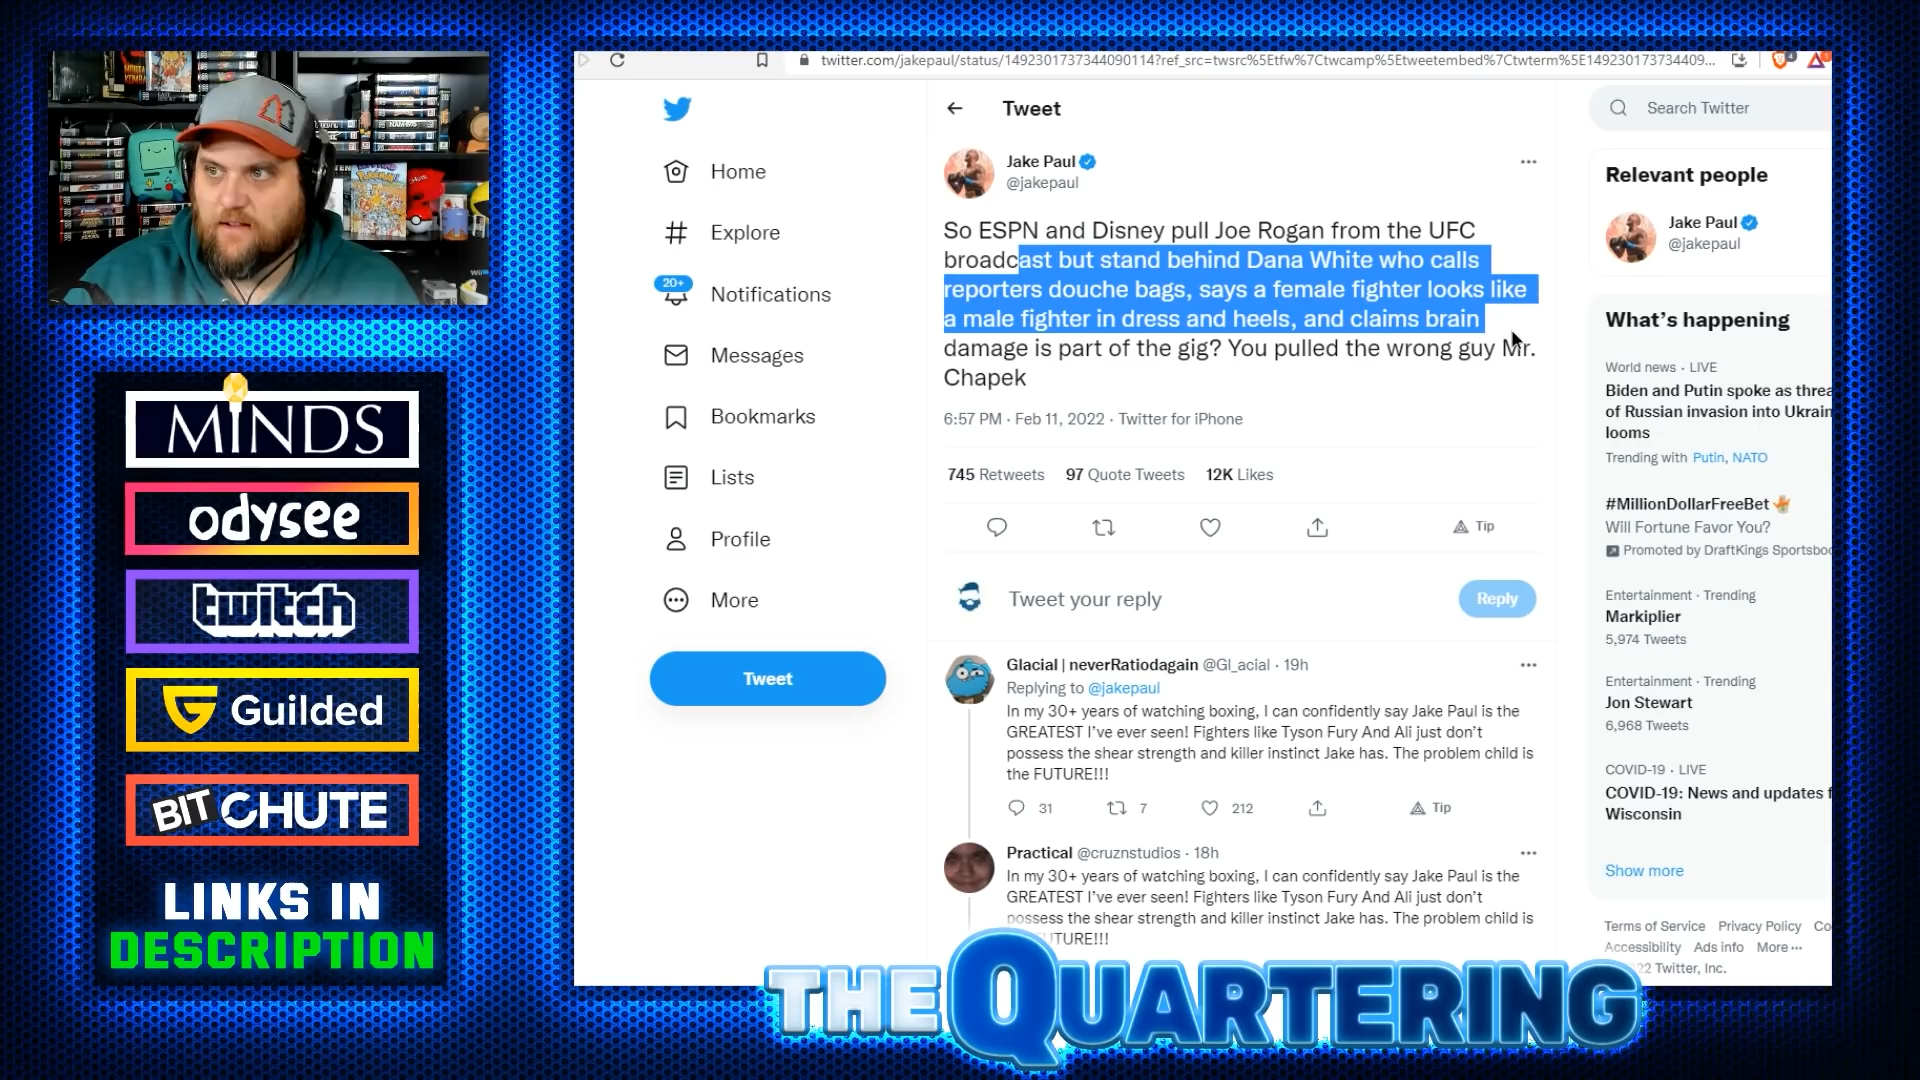 twitter.com/jakepaul/status/1492301737344090114?ref_src=twsrc%5Etfw%7Ctwcamp%5Etweetembed%7Ctwterm%5E149230173734409...
Home
Explore
20+
Notifications
Messages
Bookmarks
Lists
Profile
More
Tweet
Tweet
Jake Paul
@jakepaul
So ESPN and Disney pull Joe Rogan from the UFC
broadcast but stand behind Dana White who calls
reporters douche bags, says a female fighter looks like
a male fighter in dress and heels, and claims brain
damage is part of the gig? You pulled the wrong guy Mr.
Chapek
6:57 PM · Feb 11, 2022 · Twitter for iPhone
745 Retweets 97 Quote Tweets 12K Likes
Tip
Tweet your reply
Reply
Glacial | neverRatiodagain @Gl_acial · 19h
Replying to @jakepaul
In my 30+ years of watching boxing, I can confidently say Jake Paul is the
GREATEST I've ever seen! Fighters like Tyson Fury And Ali just don't
possess the shear strength and killer instinct Jake has. The problem child is
the FUTURE!!!
31 7 212 Tip
Practical @cruznstudios · 18h
In my 30+ years of watching boxing, I can confidently say Jake Paul is the
GREATEST I've ever seen! Fighters like Tyson Fury And Ali just don't
possess the shear strength and killer instinct Jake has. The problem child is
FUTURE!!!
Search Twitter
Relevant people
Jake Paul
@jakepaul
What's happening
World news · LIVE
Biden and Putin spoke as threa
of Russian invasion into Ukrain
looms
Trending with Putin, NATO
#MillionDollarFreeBet
Will Fortune Favor You?
Promoted by DraftKings Sportsboo
Entertainment · Trending
Markiplier
5,974 Tweets
Entertainment · Trending
Jon Stewart
6,968 Tweets
COVID-19 · LIVE
COVID-19: News and updates f
Wisconsin
Show more
Terms of Service Privacy Policy Co
Accessibility Ads info More ···
22 Twitter, Inc.
MINDS
odysee
twitch
Guilded
BITCHUTE
LINKS IN
DESCRIPTION
THE QUARTERING